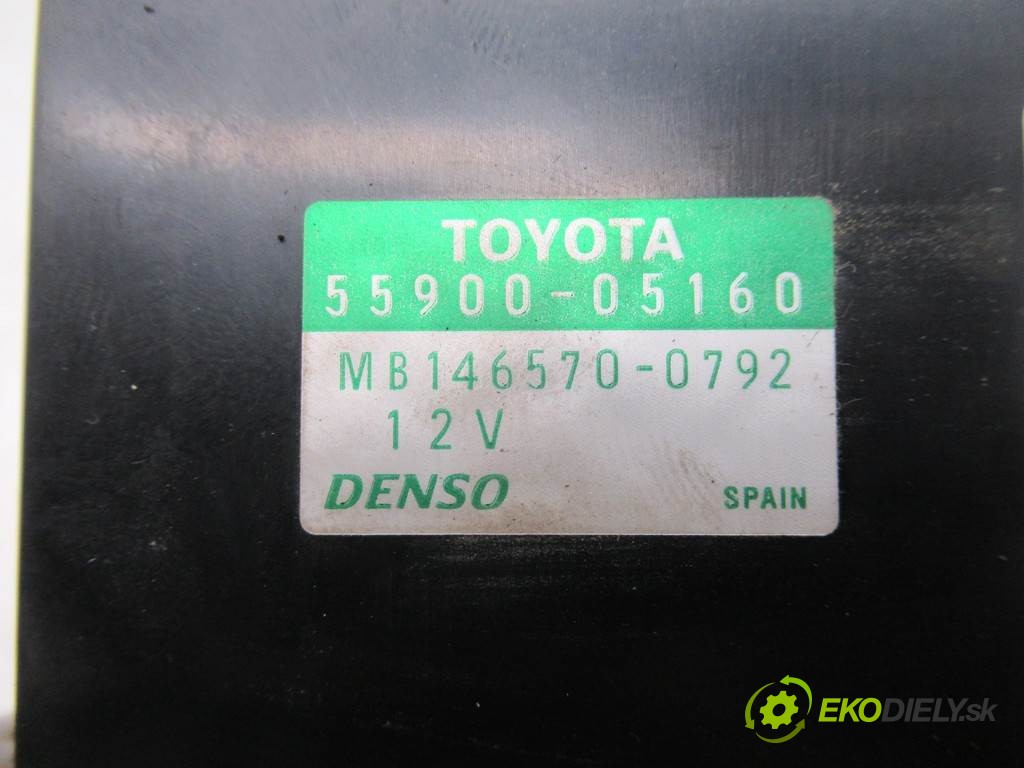 TOYOTA
55900-05160
MB146570-0792
12V
DENSO SPAIN
EKODIELY.sk